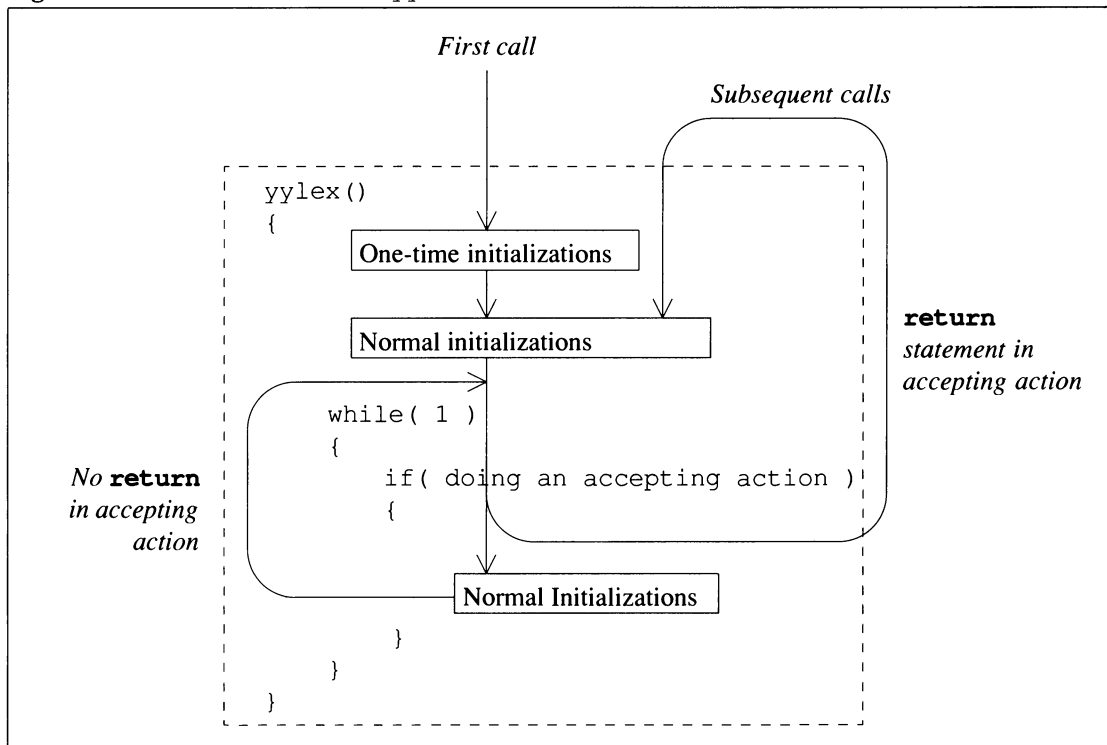 First call
Subsequent calls
yylex()
{
One-time initializations
Normal initializations
return
statement in
accepting action
while( 1 )
{
if( doing an accepting action )
{
No return
in accepting
action
Normal Initializations
}
}
}